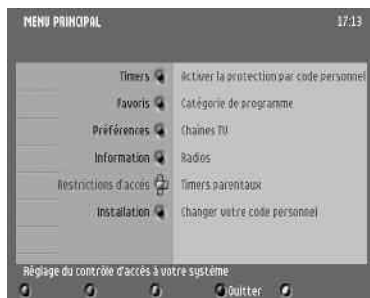 MENU PRINCIPAL 17:13
Timers Activer la protection par code personnel
Favoris Catégorie de programme
Préférences Chaînes TV
Information Radios
Restrictions d'accès Timers parentaux
Installation Changer votre code personnel
Réglage du contrôle d'accès à votre système
Quitter